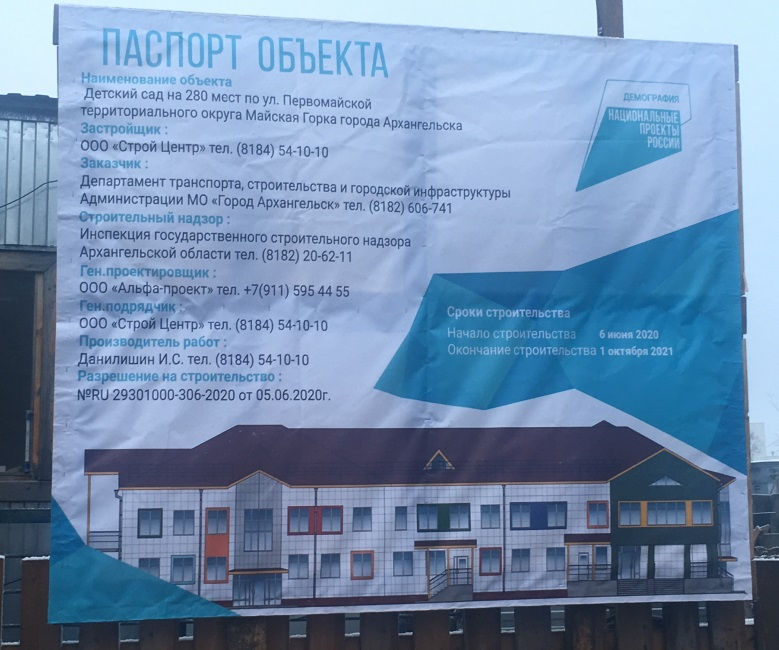 ПАСПОРТ ОБЪЕКТА
Наименование объекта
Детский сад на 280 мест по ул. Первомайской
территориального округа Майская Горка города Архангельска
Застройщик :
ООО «Строй Центр» тел. (8184) 54-10-10
Заказчик :
Департамент транспорта, строительства и городской инфраструктуры
Администрации МО «Город Архангельск» тел. (8182) 606-741
Строительный надзор :
Инспекция государственного строительного надзора
Архангельской области тел. (8182) 20-62-11
Ген.проектировщик :
ООО «Альфа-проект» тел. +7(911) 595 44 55
Ген.подрядчик :
ООО «Строй Центр» тел. (8184) 54-10-10
Производитель работ :
Данилишин И.С. тел. (8184) 54-10-10
Разрешение на строительство :
№RU 29301000-306-2020 от 05.06.2020г.
ДЕМОГРАФИЯ
НАЦИОНАЛЬНЫЕ
ПРОЕКТЫ
РОССИИ
Сроки строительства
Начало строительства 6 июня 2020
Окончание строительства 1 октября 2021